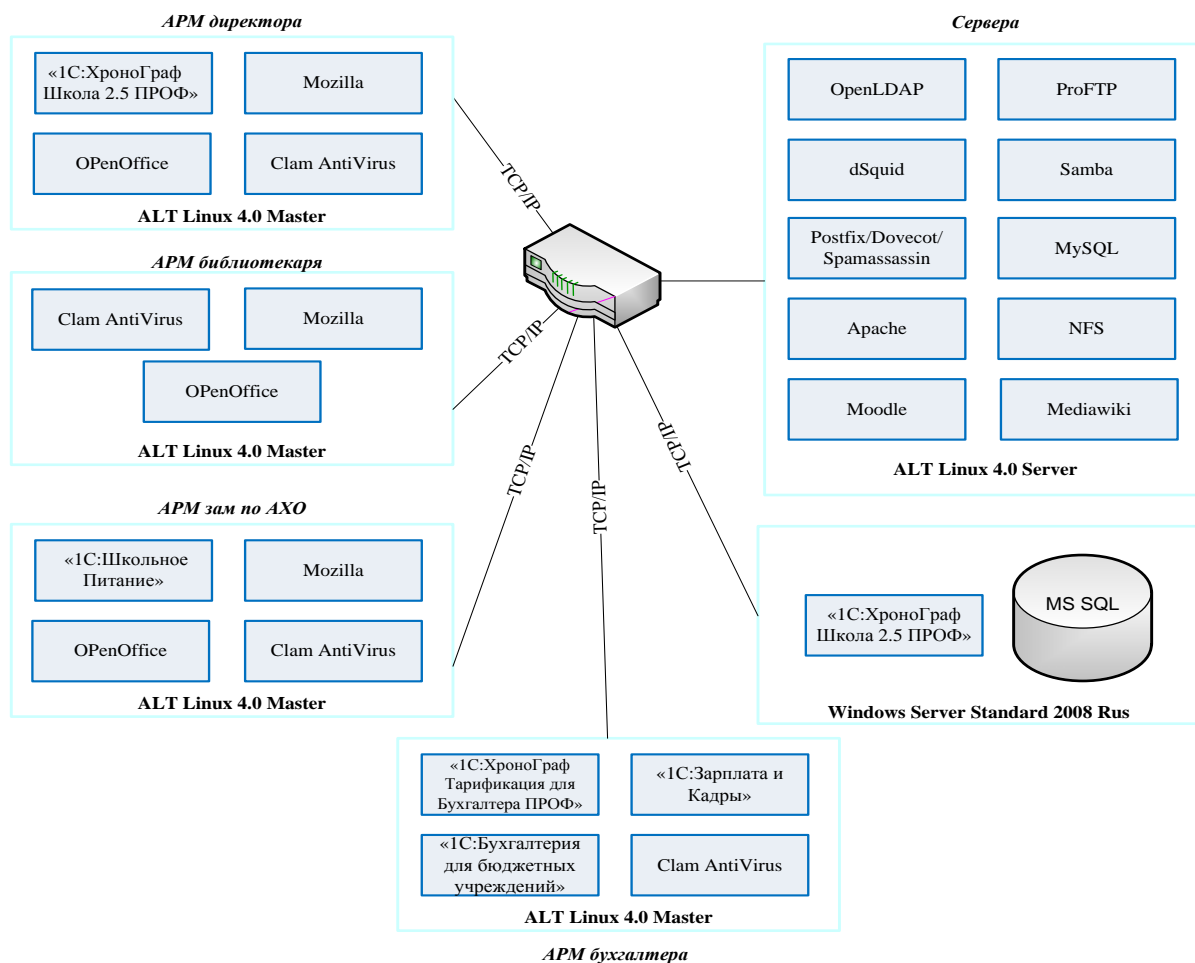 АРМ директора
«1С:ХроноГраф
Школа 2.5 ПРОФ»
Mozilla
OPenOffice
Clam AntiVirus
ALT Linux 4.0 Master
АРМ библиотекаря
Clam AntiVirus
Mozilla
OPenOffice
ALT Linux 4.0 Master
АРМ зам по АХО
«1С:Школьное
Питание»
Mozilla
OPenOffice
Clam AntiVirus
ALT Linux 4.0 Master
TCP/IP
TCP/IP
TCP/IP
TCP/IP
TCP/IP
Сервера
OpenLDAP
ProFTP
dSquid
Samba
Postfix/Dovecot/
Spamassassin
MySQL
Apache
NFS
Moodle
Mediawiki
ALT Linux 4.0 Server
«1С:ХроноГраф
Школа 2.5 ПРОФ»
MS SQL
Windows Server Standard 2008 Rus
«1С:ХроноГраф
Тарификация для
Бухгалтера ПРОФ»
«1С:Зарплата и
Кадры»
«1С:Бухгалтерия
для бюджетных
учреждений»
Clam AntiVirus
ALT Linux 4.0 Master
АРМ бухгалтера